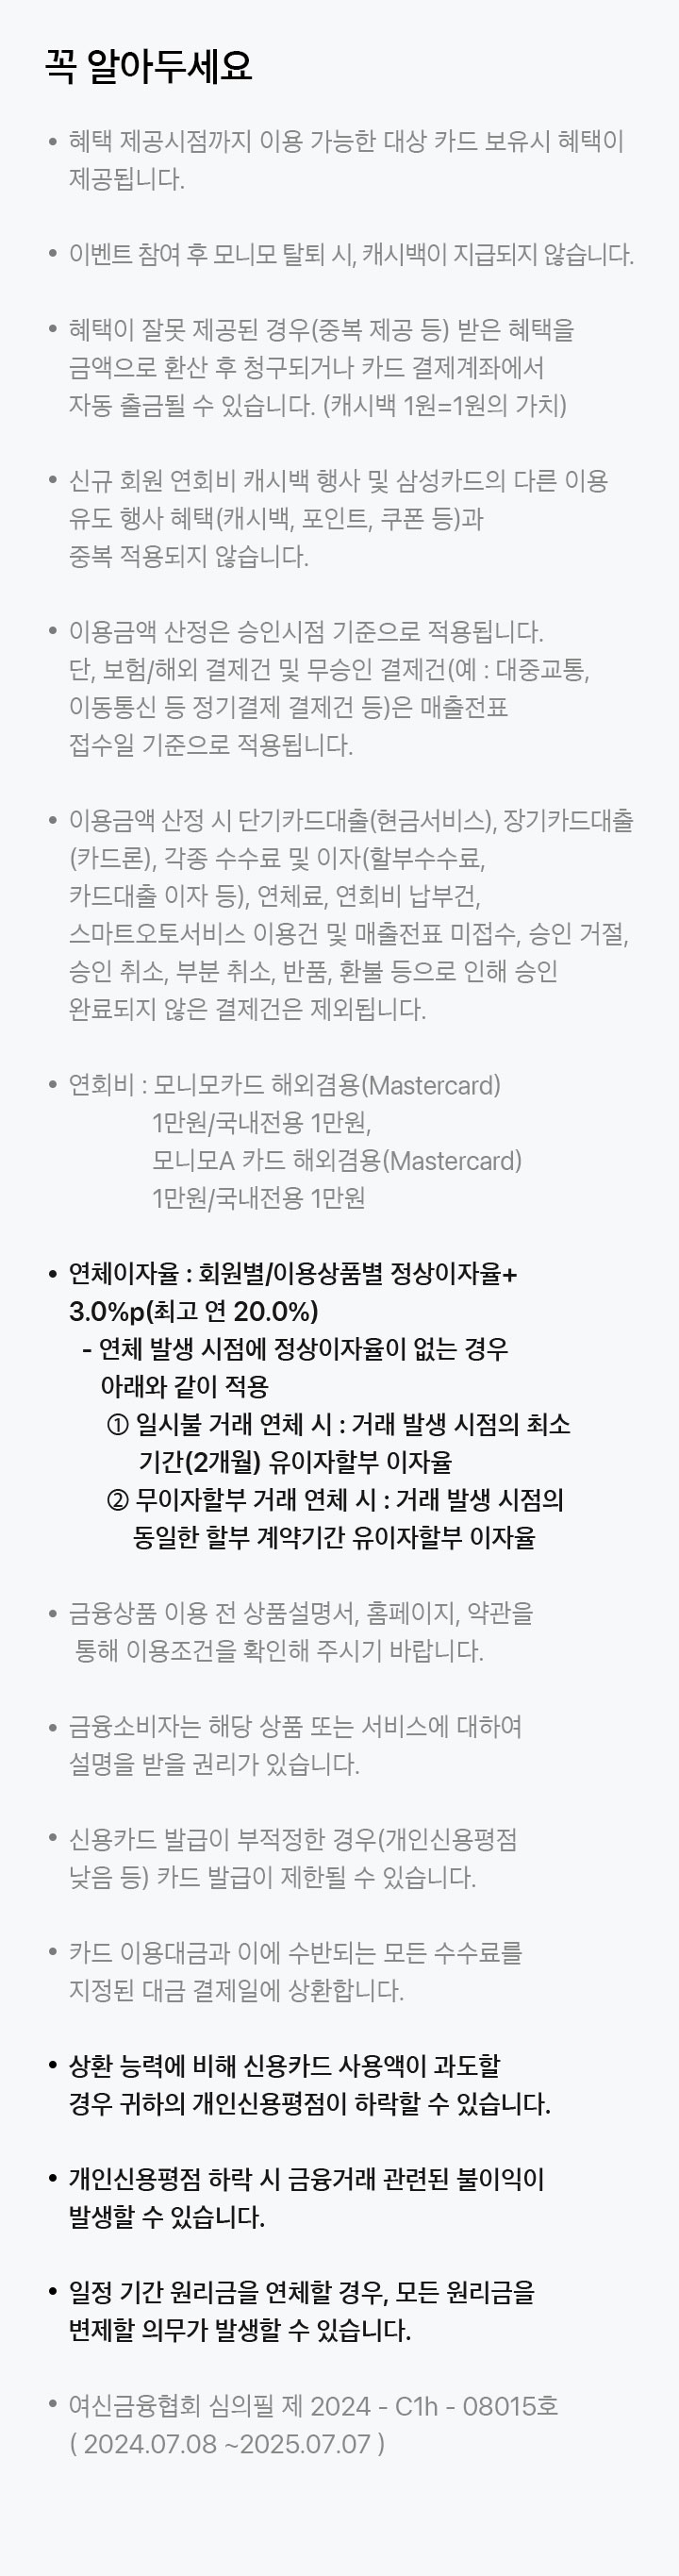 꼭 알아두세요
• 혜택 제공시점까지 이용 가능한 대상 카드 보유시 혜택이
제공됩니다.
• 이벤트 참여 후 모니모 탈퇴 시, 캐시백이 지급되지 않습니다.
• 혜택이 잘못 제공된 경우(중복 제공 등) 받은 혜택을
금액으로 환산 후 청구되거나 카드 결제계좌에서
자동 출금될 수 있습니다. (캐시백 1원=1원의 가치)
• 신규 회원 연회비 캐시백 행사 및 삼성카드의 다른 이용
유도 행사 혜택(캐시백, 포인트, 쿠폰 등)과
중복 적용되지 않습니다.
• 이용금액 산정은 승인시점 기준으로 적용됩니다.
단, 보험/해외 결제건 및 무승인 결제건(예 : 대중교통,
이동통신 등 정기결제 결제건 등)은 매출전표
접수일 기준으로 적용됩니다.
• 이용금액 산정 시 단기카드대출(현금서비스), 장기카드대출
(카드론), 각종 수수료 및 이자(할부수수료,
카드대출 이자 등), 연체료, 연회비 납부건,
스마트오토서비스 이용건 및 매출전표 미접수, 승인 거절,
승인 취소, 부분 취소, 반품, 환불 등으로 인해 승인
완료되지 않은 결제건은 제외됩니다.
• 연회비 : 모니모카드 해외겸용(Mastercard)
1만원/국내전용 1만원,
모니모A 카드 해외겸용(Mastercard)
1만원/국내전용 1만원
• 연체이자율 : 회원별/이용상품별 정상이자율+
3.0%p(최고 연 20.0%)
- 연체 발생 시점에 정상이자율이 없는 경우
아래와 같이 적용
① 일시불 거래 연체 시 : 거래 발생 시점의 최소
기간(2개월) 유이자할부 이자율
② 무이자할부 거래 연체 시 : 거래 발생 시점의
동일한 할부 계약기간 유이자할부 이자율
• 금융상품 이용 전 상품설명서, 홈페이지, 약관을
통해 이용조건을 확인해 주시기 바랍니다.
• 금융소비자는 해당 상품 또는 서비스에 대하여
설명을 받을 권리가 있습니다.
• 신용카드 발급이 부적정한 경우(개인신용평점
낮음 등) 카드 발급이 제한될 수 있습니다.
• 카드 이용대금과 이에 수반되는 모든 수수료를
지정된 대금 결제일에 상환합니다.
• 상환 능력에 비해 신용카드 사용액이 과도할
경우 귀하의 개인신용평점이 하락할 수 있습니다.
• 개인신용평점 하락 시 금융거래 관련된 불이익이
발생할 수 있습니다.
• 일정 기간 원리금을 연체할 경우, 모든 원리금을
변제할 의무가 발생할 수 있습니다.
• 여신금융협회 심의필 제 2024 - C1h - 08015호
( 2024.07.08 ~2025.07.07 )